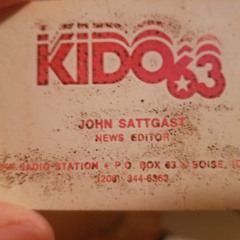 KIDO 63
JOHN SATTGAST
NEWS EDITOR
RADIO STATION • P.O. BOX 63 • BOISE, ID
(208) 344-6363